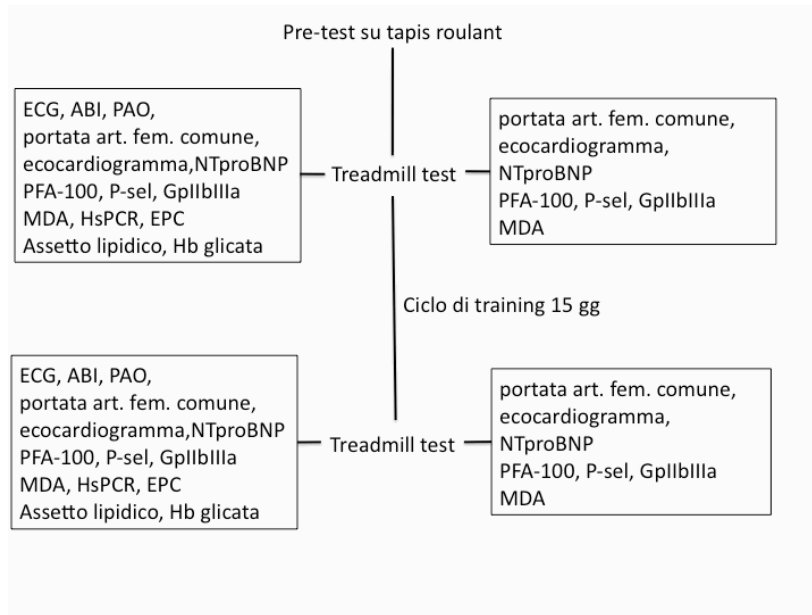 Pre-test su tapis roulant
ECG, ABI, PAO,
portata art. fem. comune,
ecocardiogramma,NTproBNP
PFA-100, P-sel, GpIIbIIIa
MDA, HsPCR, EPC
Assetto lipidico, Hb glicata
Treadmill test
portata art. fem. comune,
ecocardiogramma,
NTproBNP
PFA-100, P-sel, GpIIbIIIa
MDA
Ciclo di training 15 gg
ECG, ABI, PAO,
portata art. fem. comune,
ecocardiogramma,NTproBNP
PFA-100, P-sel, GpIIbIIIa
MDA, HsPCR, EPC
Assetto lipidico, Hb glicata
Treadmill test
portata art. fem. comune,
ecocardiogramma,
NTproBNP
PFA-100, P-sel, GpIIbIIIa
MDA